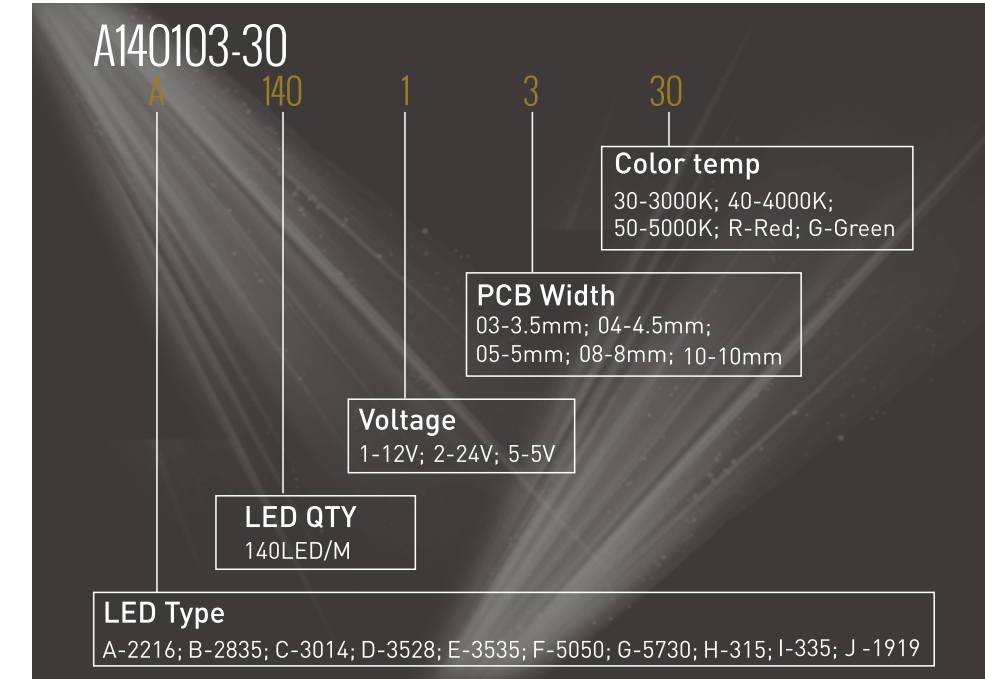 A140103-30
A 140 1 3 30
Color temp
30-3000K; 40-4000K;
50-5000K; R-Red; G-Green
PCB Width
03-3.5mm; 04-4.5mm;
05-5mm; 08-8mm; 10-10mm
Voltage
1-12V; 2-24V; 5-5V
LED QTY
140LED/M
LED Type
A-2216; B-2835; C-3014; D-3528; E-3535; F-5050; G-5730; H-315; I-335; J -1919